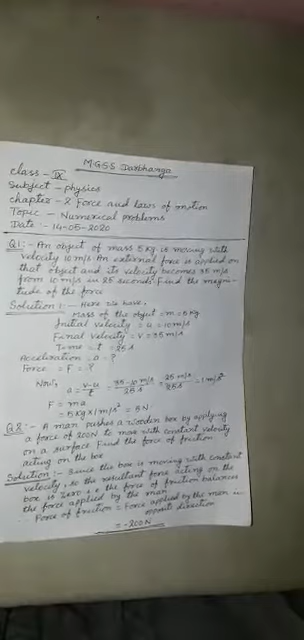 MGSS Darbhanga
class - IX
Subject - physics
chapter - 2 Force and laws of motion
Topic - Numerical problems
Date - 14-05-2020
Q1:- An object of mass 5 kg is moving with
velocity 10 m/s. An external force is applied on
that object and its velocity becomes 35 m/s
from 10 m/s in 25 seconds. Find the magni-
tude of the force
Solution:- Here we have,
Mass of the object = m = 5 kg
Initial velocity = u = 10 m/s
Final velocity = v = 35 m/s
Time = t = 25 s
Acceleration = a = ?
Force = F = ?
Now, a = v-u/t = 35-10 m/s/25 s = 25 m/s/25 s = 1 m/s²
F = ma
= 5 kg x 1 m/s² = 5N
Q2:- A man pushes a wooden box by applying
a force of 200N to move with constant velocity
on a surface. Find the force of friction
acting on the box
Solution:- Since the box is moving with constant
velocity, so the resultant force acting on the
box is zero i.e. the force of friction balances
the force applied by the man
Force of friction = Force applied by the man in
opposite direction
= -200N